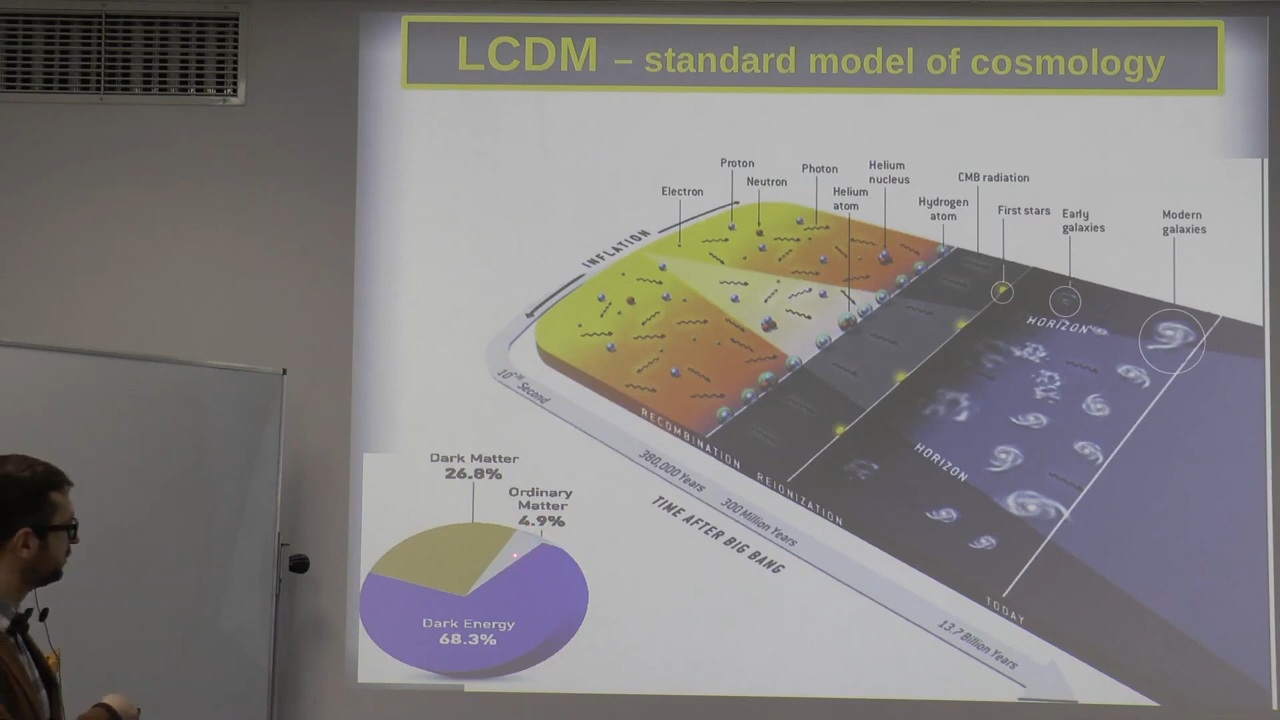 LCDM – standard model of cosmology
Proton
Neutron
Electron
Photon
Helium
atom
Helium
nucleus
Hydrogen
atom
CMB radiation
First stars
Early
galaxies
Modern
galaxies
INFLATION
HORIZON
HORIZON
Second
RECOMBINATION
380,000 Years
REIONIZATION
300 Million Years
TIME AFTER BIG BANG
TODAY
13.7 Billion Years
Dark Matter
26.8%
Ordinary
Matter
4.9%
Dark Energy
68.3%